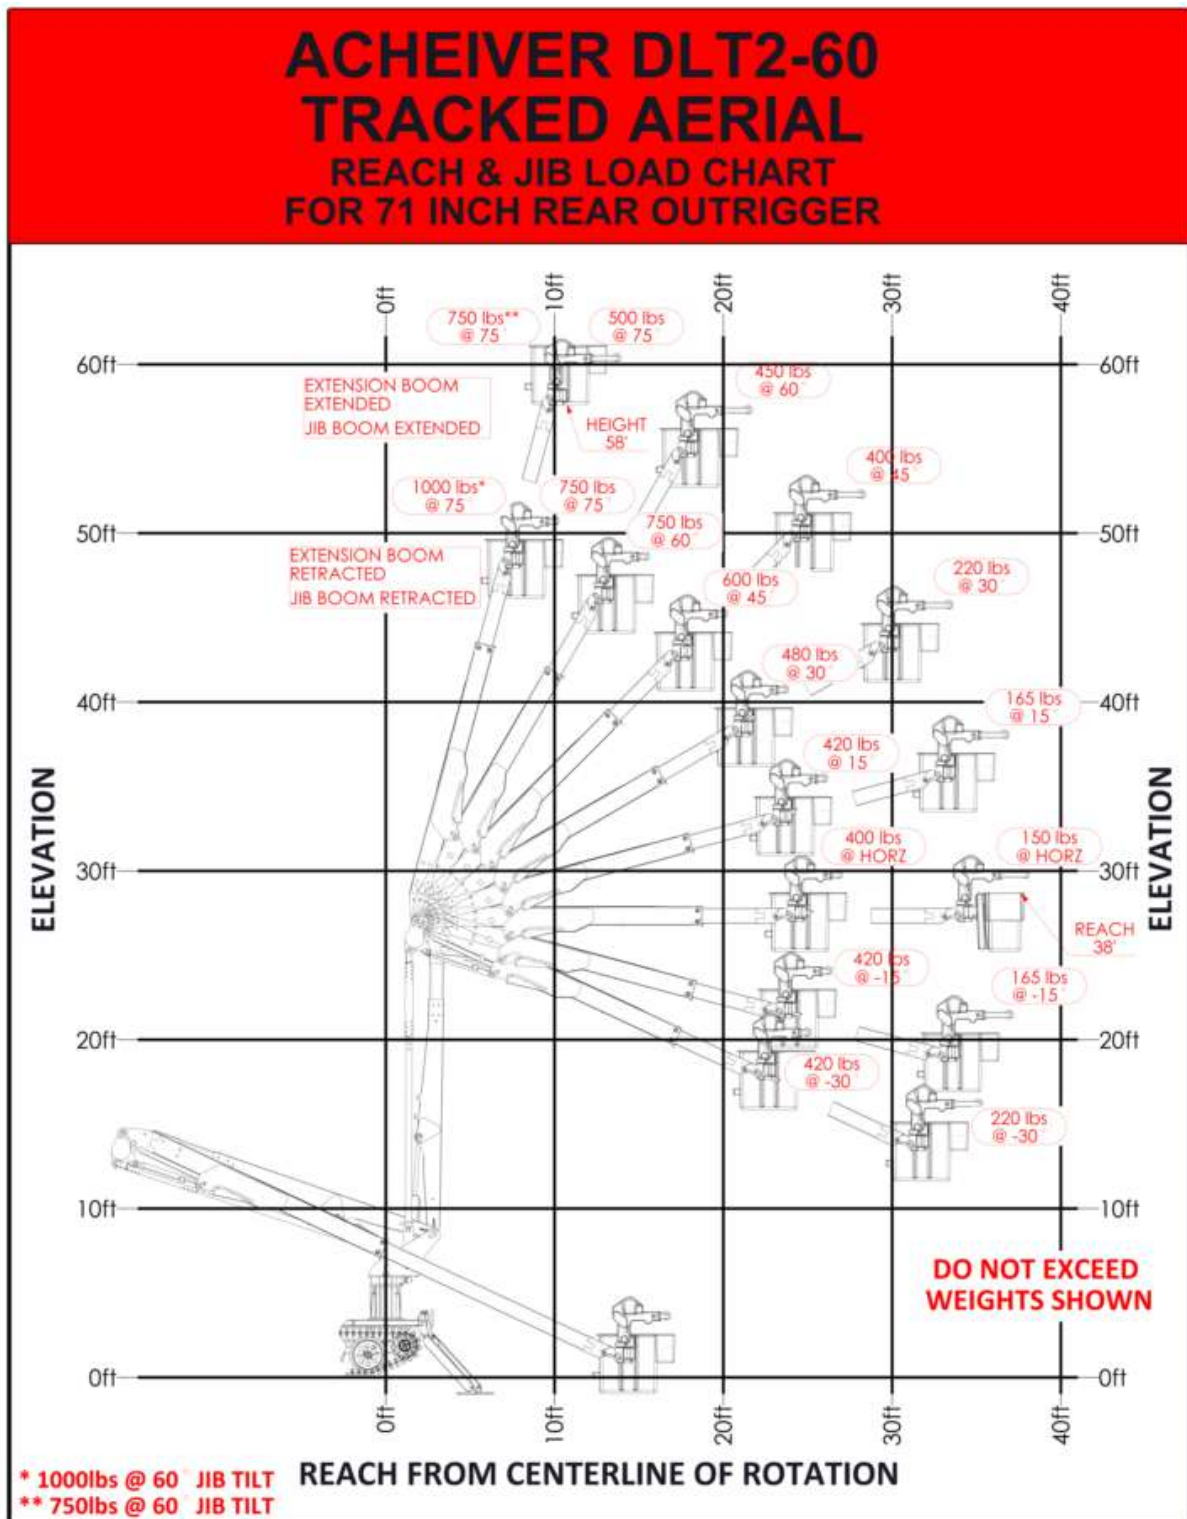 ACHEIVER DLT2-60
TRACKED AERIAL
REACH & JIB LOAD CHART
FOR 71 INCH REAR OUTRIGGER
0ft
10ft
20ft
30ft
40ft
750 lbs**
@ 75°
500 lbs
@ 75°
60ft
60ft
450 lbs
@ 60°
EXTENSION BOOM
EXTENDED
JIB BOOM EXTENDED
HEIGHT
58'
400 lbs
@ 45°
1000 lbs*
@ 75°
750 lbs
@ 75°
750 lbs
@ 60°
50ft
50ft
EXTENSION BOOM
RETRACTED
JIB BOOM RETRACTED
600 lbs
@ 45°
220 lbs
@ 30°
480 lbs
@ 30°
40ft
40ft
165 lbs
@ 15°
420 lbs
@ 15°
ELEVATION
ELEVATION
400 lbs
@ HORZ
150 lbs
@ HORZ
30ft
30ft
REACH
38'
420 lbs
@ -15°
165 lbs
@ -15°
20ft
20ft
420 lbs
@ -30°
220 lbs
@ -30°
10ft
10ft
DO NOT EXCEED
WEIGHTS SHOWN
0ft
0ft
0ft
10ft
20ft
30ft
40ft
REACH FROM CENTERLINE OF ROTATION
* 1000lbs @ 60° JIB TILT
** 750lbs @ 60° JIB TILT